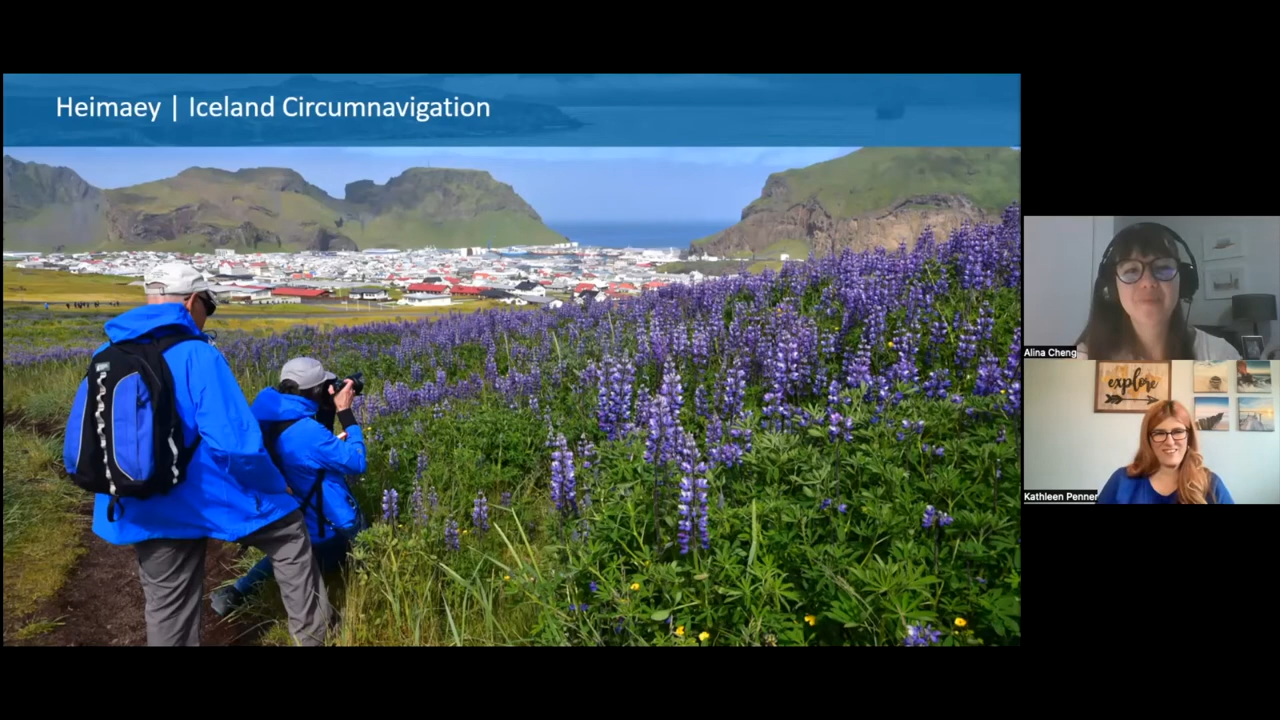 Heimaey | Iceland Circumnavigation
Alina Cheng
explore
Kathleen Penner